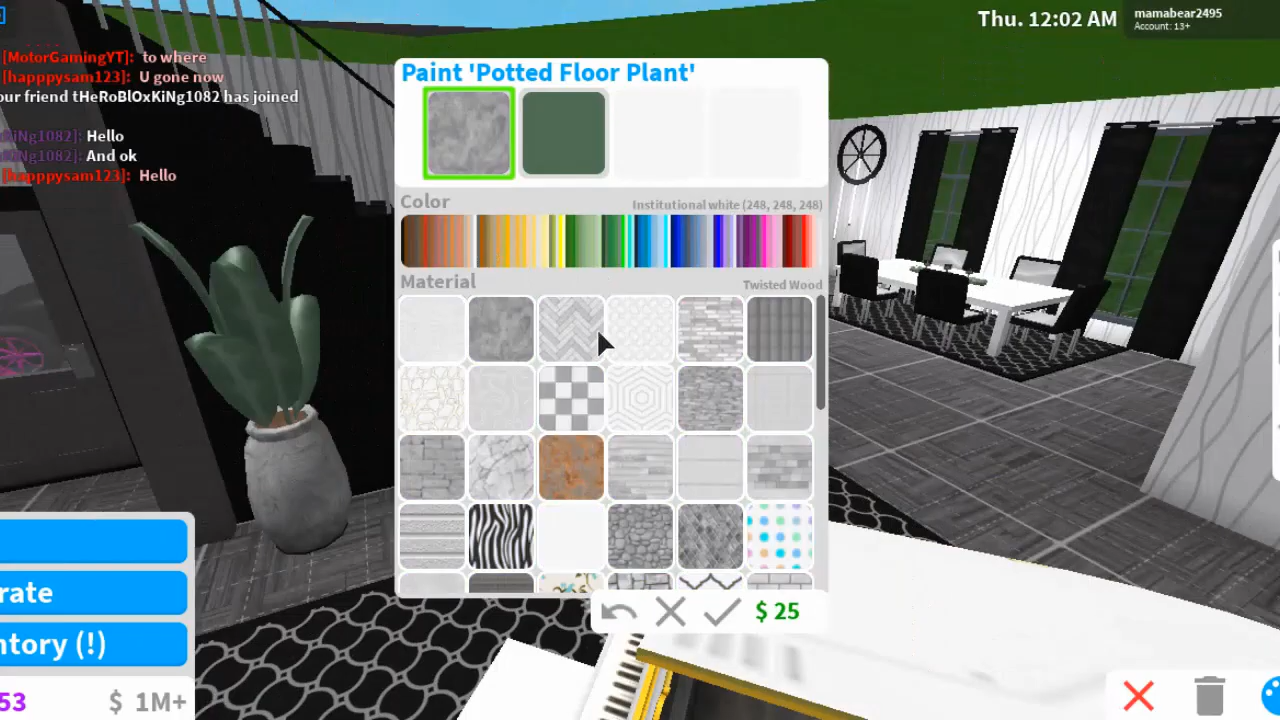 Thu. 12:02 AM
mamabear2495
Account: 13+
[MotorGamingYT]: to where
[happpysam123]: U gone now
our friend tHeRoBlOxKiNg1082 has joined
KiNg1082]: Hello
KiNg1082]: And ok
[happpysam123]: Hello
Paint 'Potted Floor Plant'
Color
Institutional white (248, 248, 248)
Material
Twisted Wood
$ 25
rate
ntory (!)
53
$ 1M+